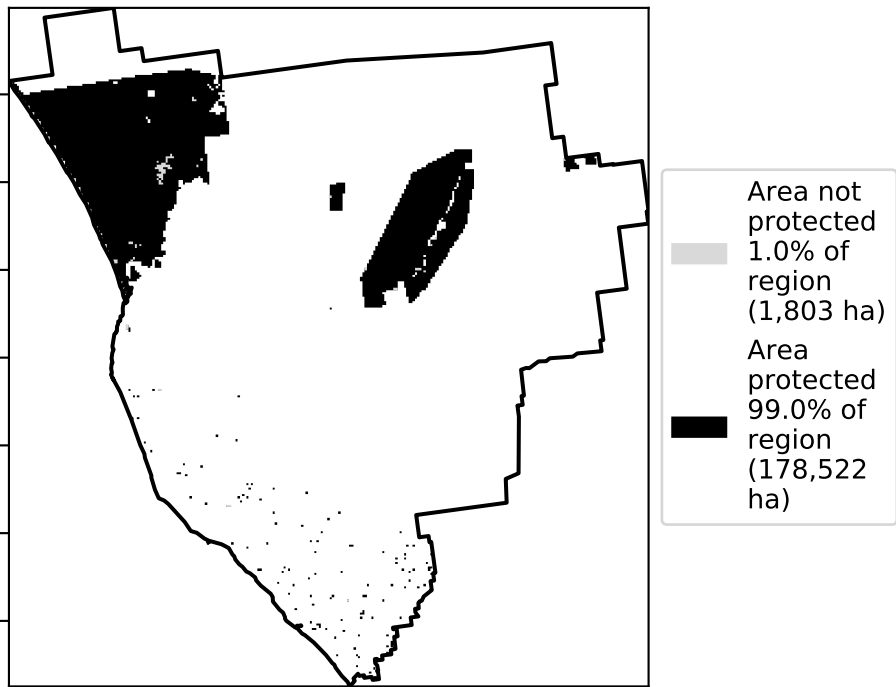 Area not
protected
1.0% of
region
(1,803 ha)
Area
protected
99.0% of
region
(178,522
ha)